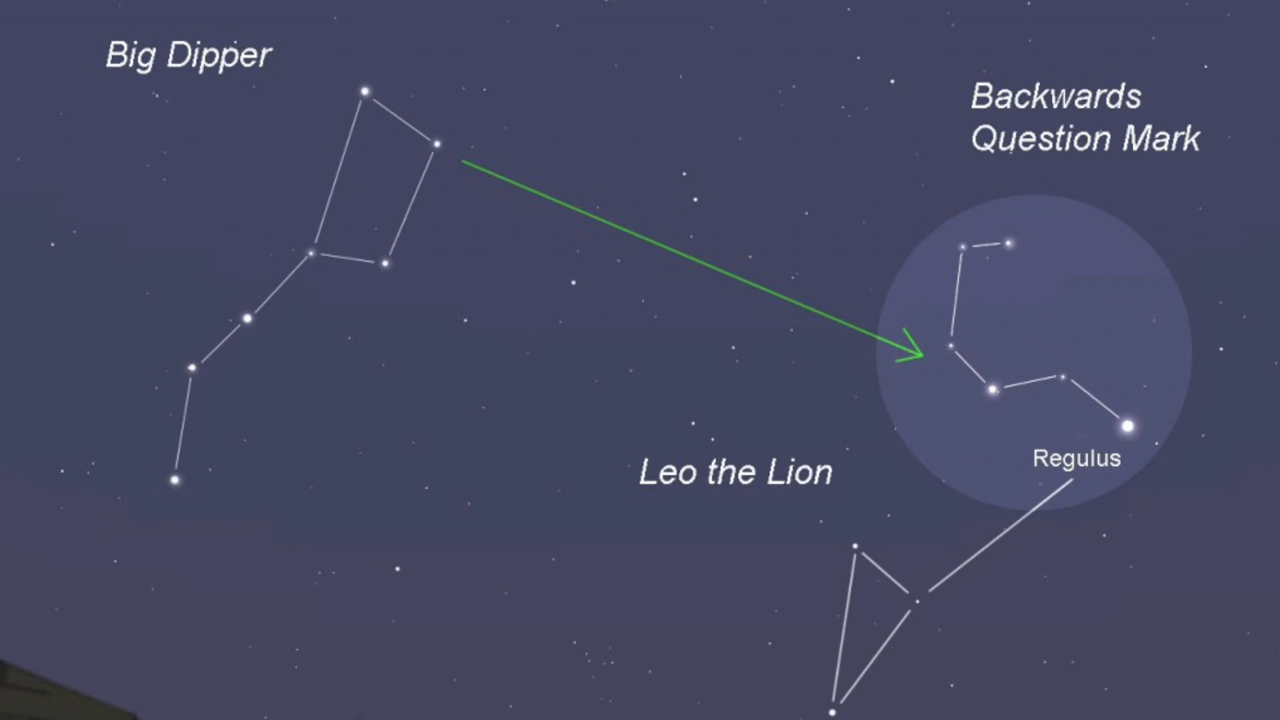 Big Dipper
Backwards
Question Mark
Leo the Lion
Regulus